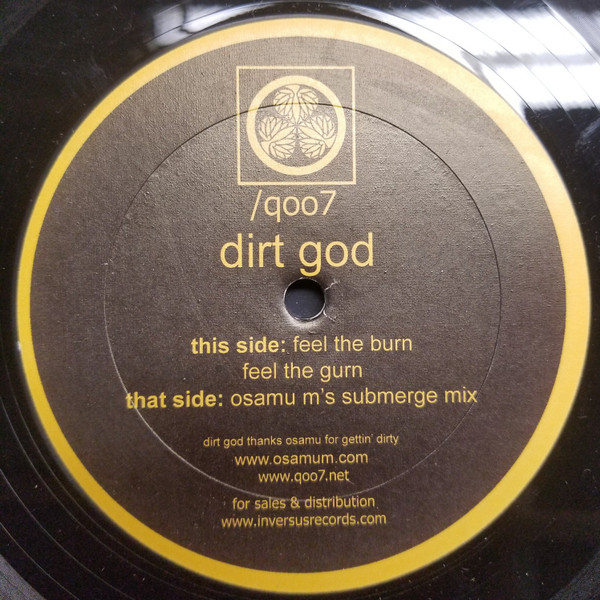 /qoo7
dirt god
this side: feel the burn
feel the gurn
that side: osamu m's submerge mix
dirt god thanks osamu for gettin' dirty
www.osamum.com
www.qoo7.net
for sales & distribution
www.inversusrecords.com